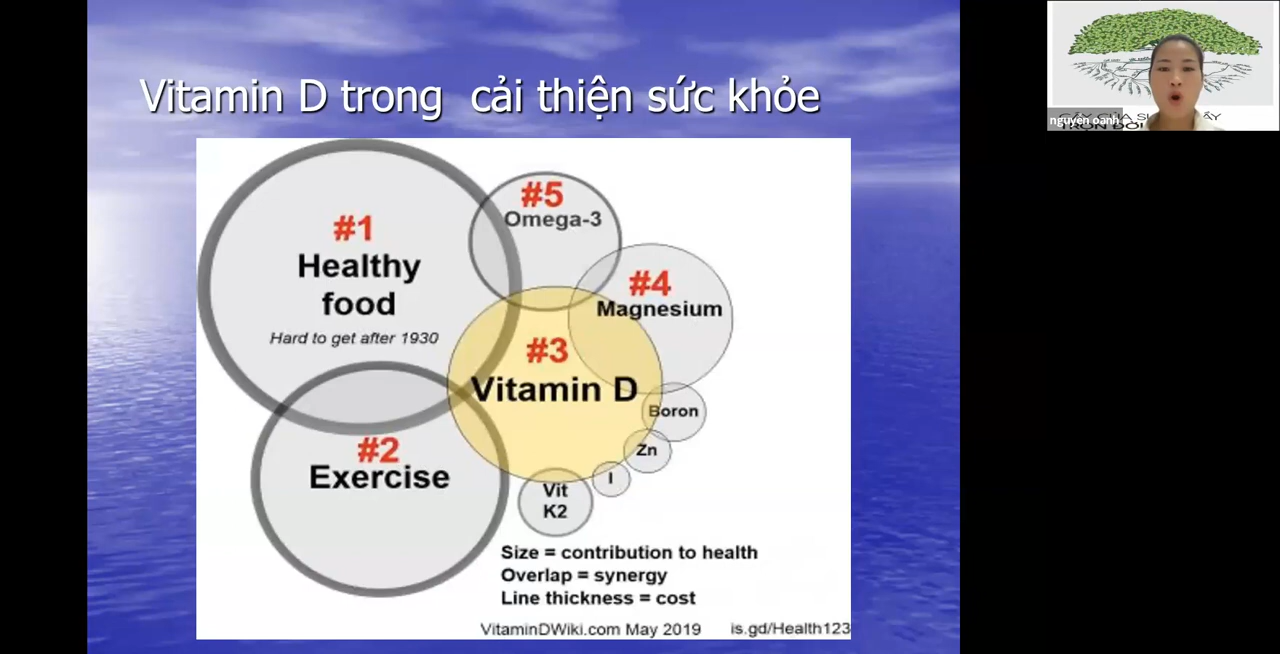 Vitamin D trong cải thiện sức khỏe
#1
Healthy
food
Hard to get after 1930
#5
Omega-3
#4
Magnesium
#3
Vitamin D
Boron
Zn
I
Vit
K2
#2
Exercise
Size = contribution to health
Overlap = synergy
Line thickness = cost
VitaminDWiki.com May 2019 is.gd/Health123
nguyen oanh
TRỌN ĐỜI